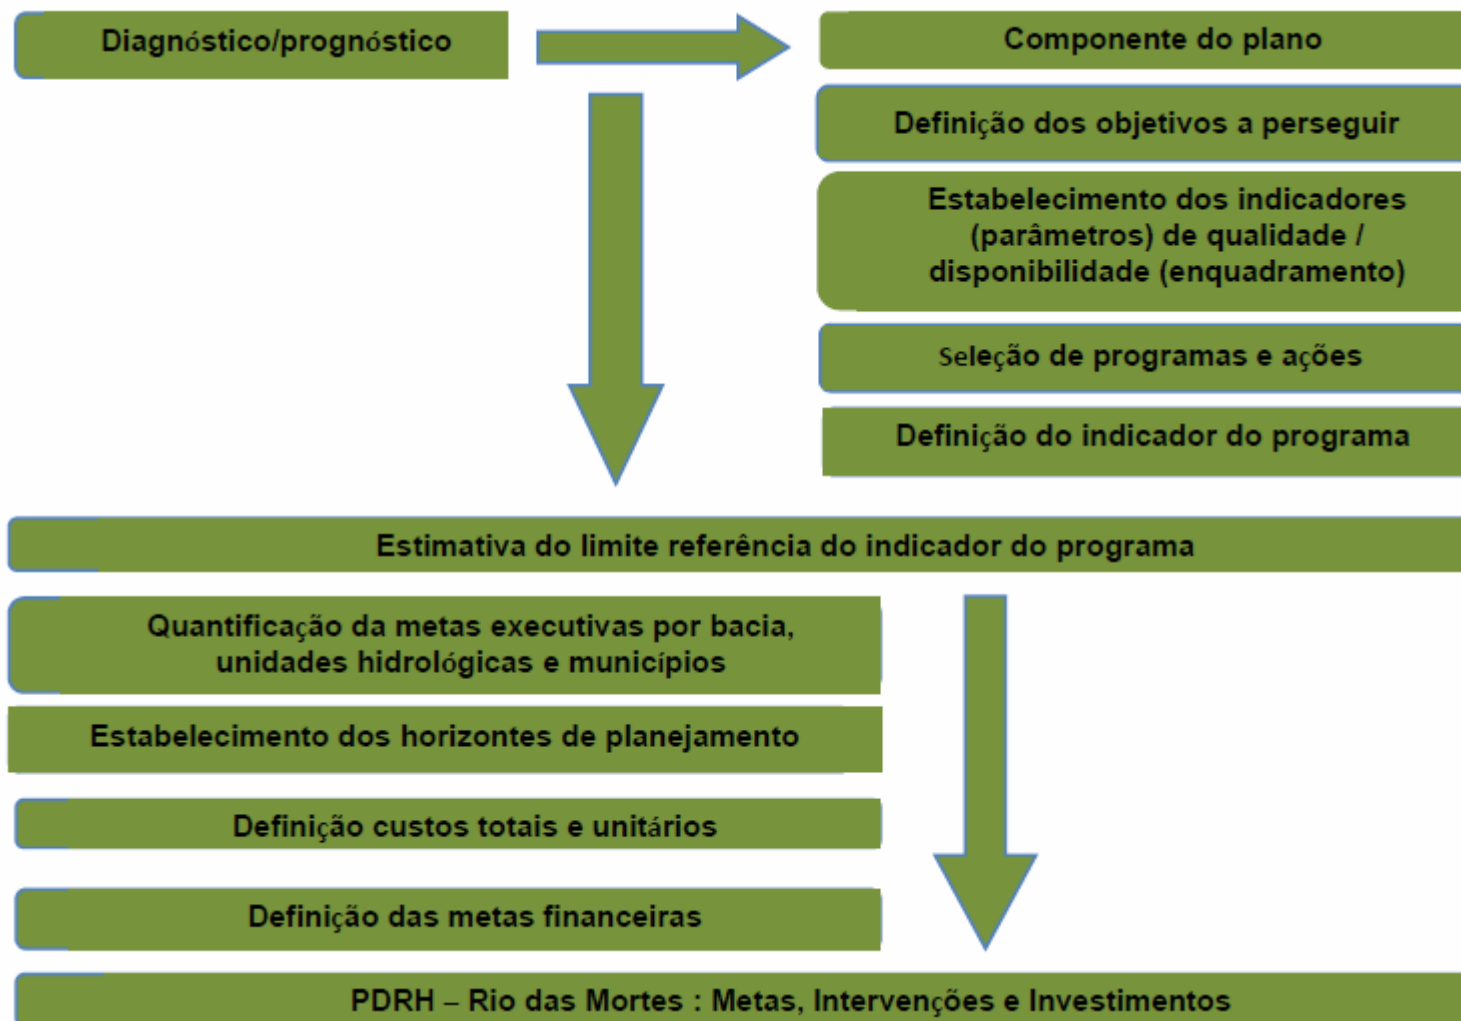 Diagnóstico/prognóstico
Componente do plano
Definição dos objetivos a perseguir
Estabelecimento dos indicadores
(parâmetros) de qualidade /
disponibilidade (enquadramento)
Seleção de programas e ações
Definição do indicador do programa
Estimativa do limite referência do indicador do programa
Quantificação da metas executivas por bacia,
unidades hidrológicas e municípios
Estabelecimento dos horizontes de planejamento
Definição custos totais e unitários
Definição das metas financeiras
PDRH – Rio das Mortes : Metas, Intervenções e Investimentos